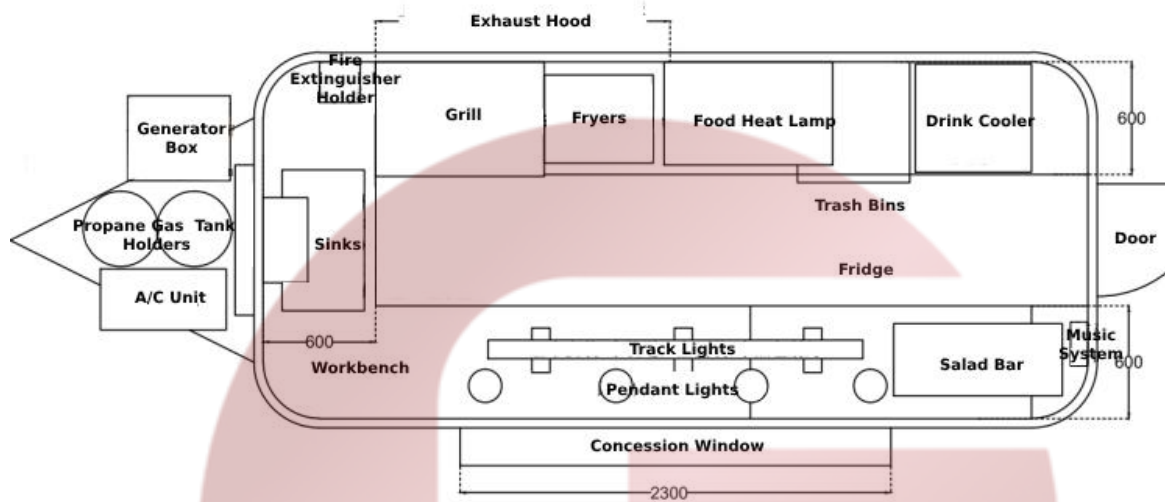 Exhaust Hood
Fire
Extinguisher
Holder
Grill
Fryers
Food Heat Lamp
Drink Cooler
600
Generator
Box
Propane Gas Tank
Holders
A/C Unit
Sinks
Trash Bins
Door
Fridge
600
Workbench
Track Lights
Pendant Lights
Salad Bar
Music
System
600
Concession Window
2300